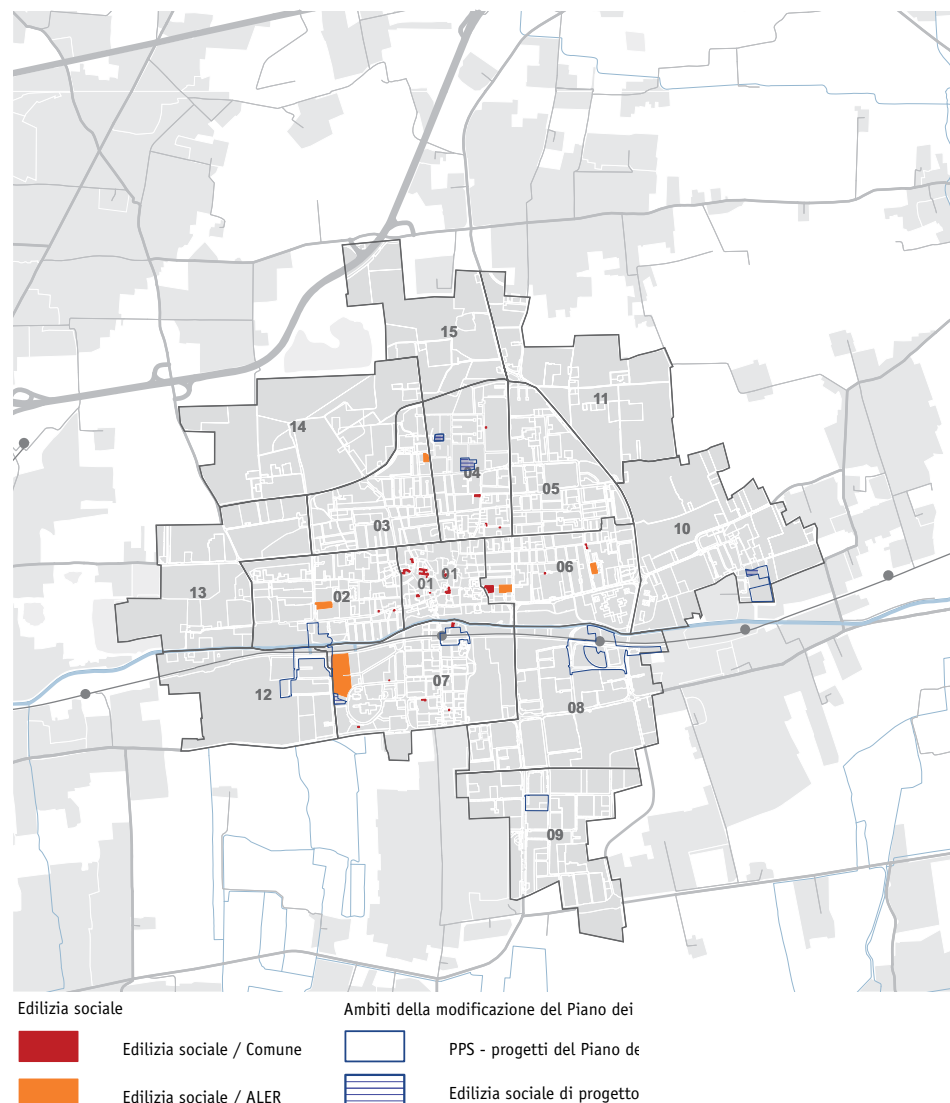 15
11
14
04
05
03
10
06
01
01
02
13
07
12
08
09
Edilizia sociale
Ambiti della modificazione del Piano dei
Edilizia sociale / Comune
PPS - progetti del Piano de
Edilizia sociale / ALER
Edilizia sociale di progetto